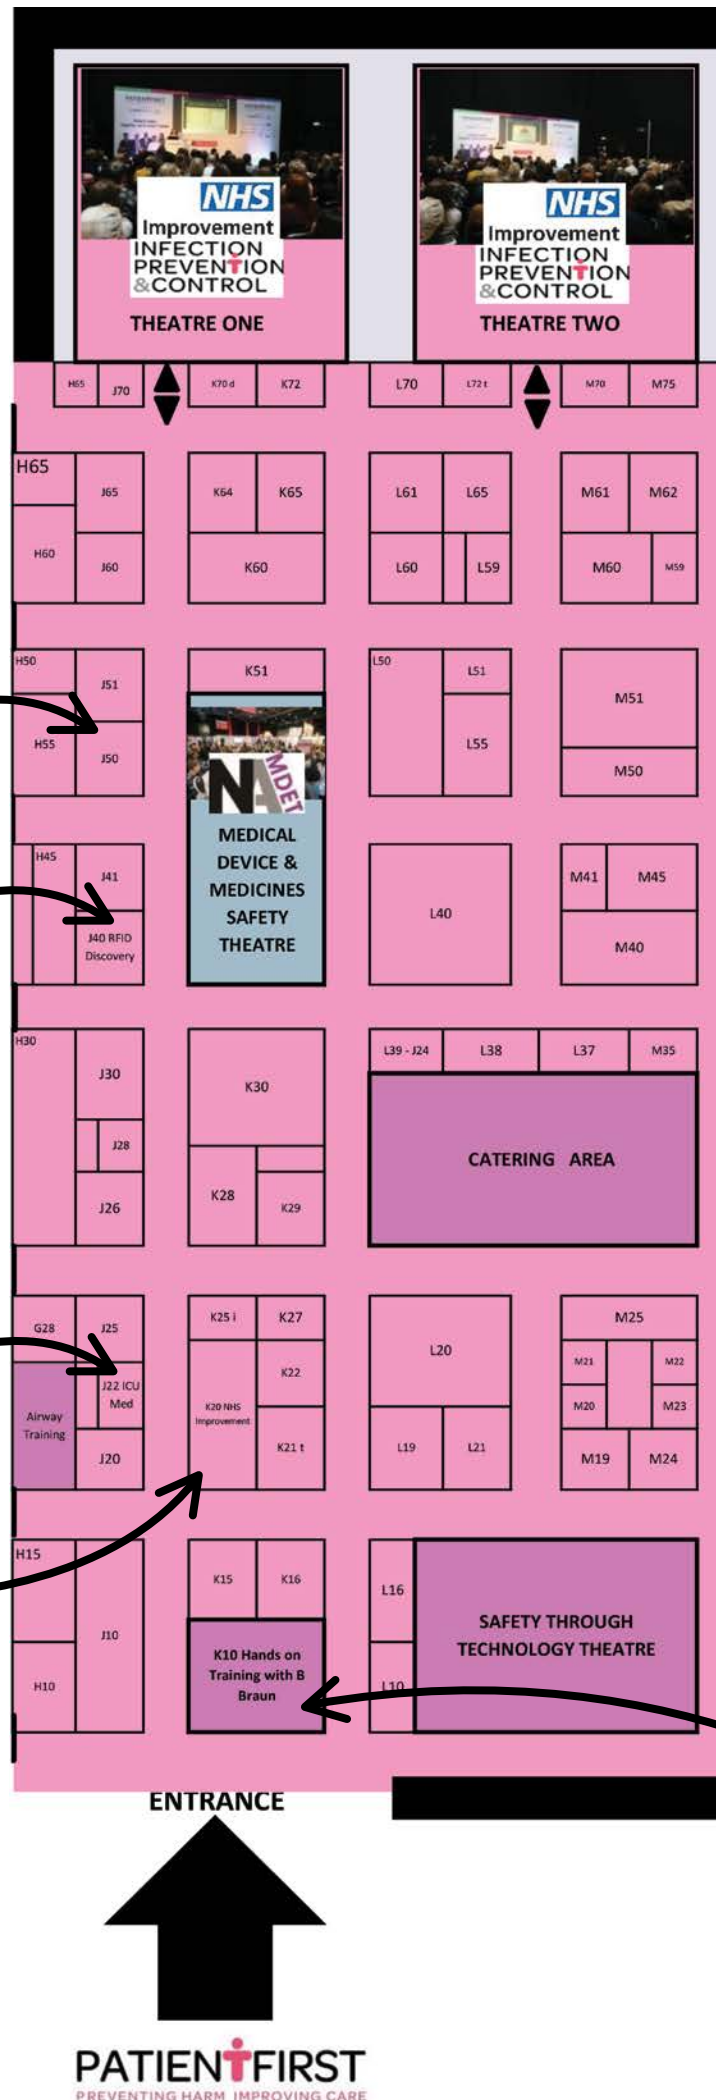 NHS
Improvement
INFECTION
PREVENTION
&CONTROL
THEATRE ONE
NHS
Improvement
INFECTION
PREVENTION
&CONTROL
THEATRE TWO
H65
J70
K70 d
K72
L70
L72 t
M70
M75
H65
J65
K64
K65
L61
L65
M61
M62
H60
J60
K60
L60
L59
M60
M59
H50
J51
K51
L50
L51
M51
H55
J50
L55
M50
NA
MDET
MEDICAL
DEVICE &
MEDICINES
SAFETY
THEATRE
H45
J41
J40 RFID
Discovery
L40
M41
M45
M40
H30
J30
J28
J26
K30
K28
K29
L39 - J24
L38
L37
M35
CATERING AREA
G28
J25
Airway
Training
J22 ICU
Med
J20
K25 i
K27
K20 NHS
Improvement
K22
K21 t
L20
L19
L21
M25
M21
M22
M20
M23
M19
M24
H15
J10
H10
K15
K16
K10 Hands on
Training with B
Braun
L16
L10
SAFETY THROUGH
TECHNOLOGY THEATRE
ENTRANCE
PATIENTFIRST
PREVENTING HARM IMPROVING CARE